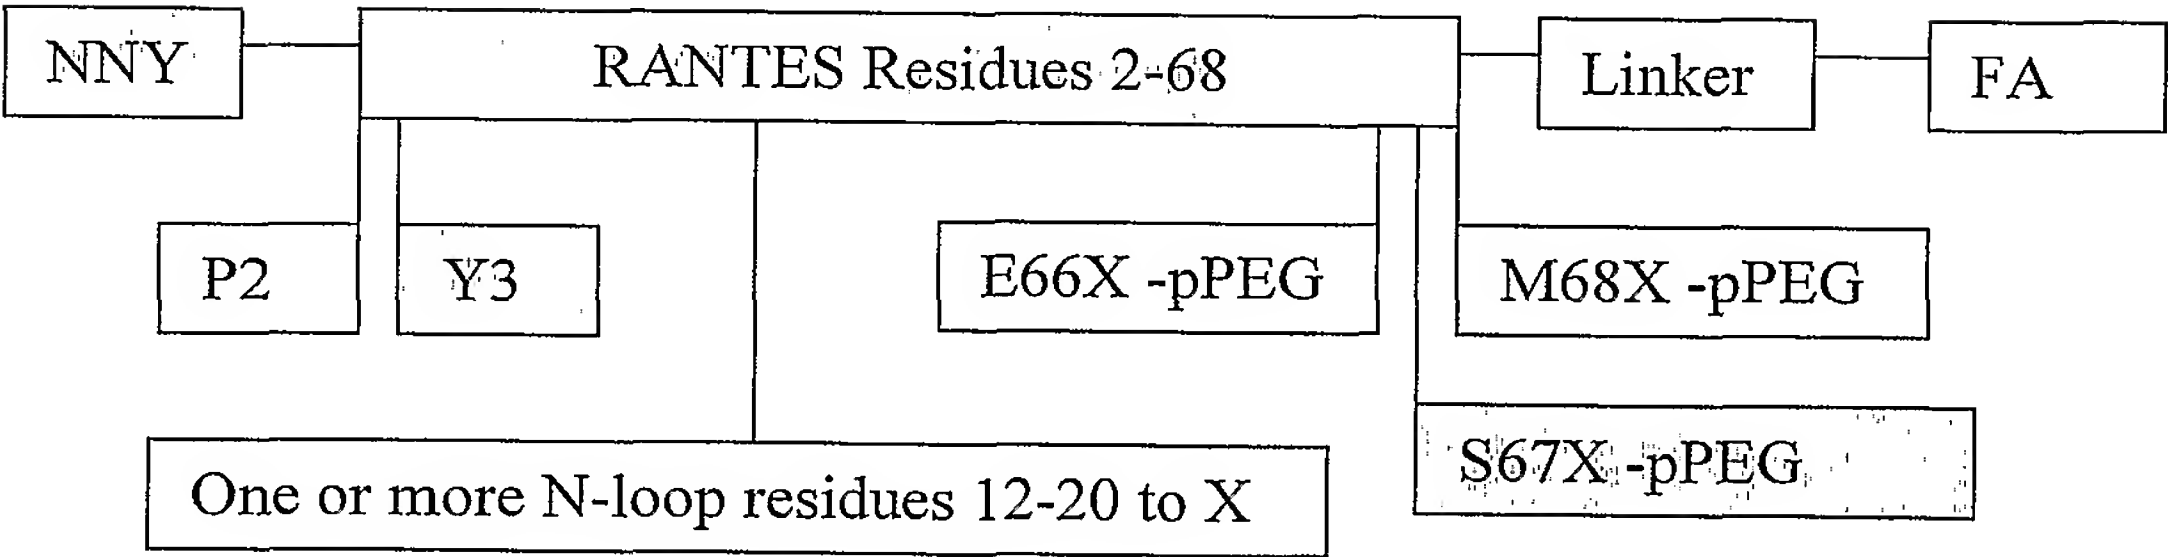 NNY
RANTES Residues 2-68
Linker
FA
P2
Y3
E66X -pPEG
M68X -pPEG
S67X -pPEG
One or more N-loop residues 12-20 to X